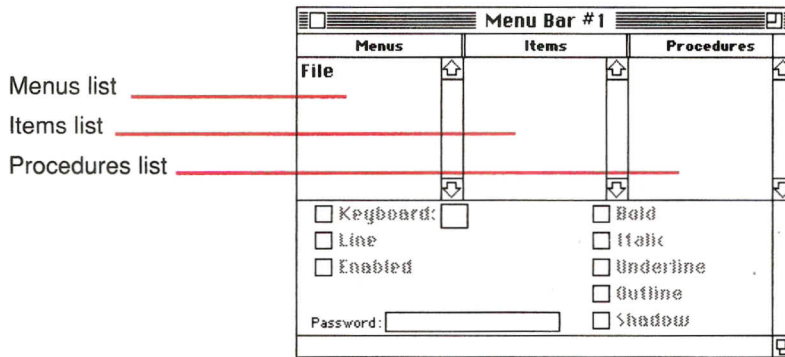 Menu Bar #1
Menus Items Procedures
File
Menus list
Items list
Procedures list
Keyboard:
Line
Enabled
Bold
Italic
Underline
Outline
Shadow
Password: